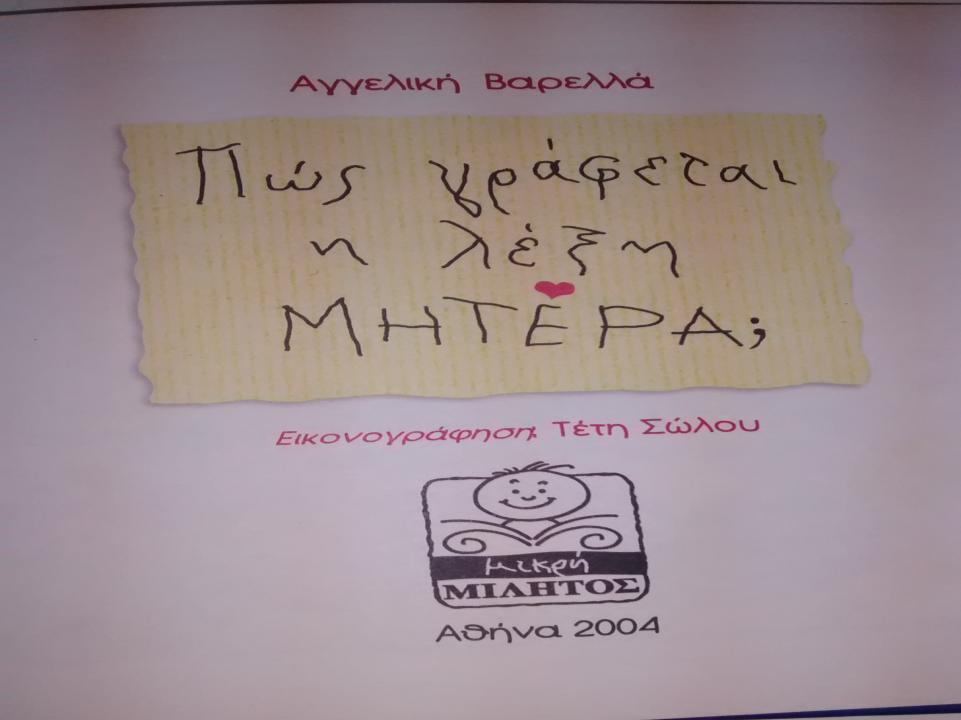 Αγγελική Βαρελλά
Πώς γράφεται
η λέξη
ΜΗΤΕΡΑ;
Εικονογράφηση: Τέτη Σώλου
μικρή
ΜΙΛΗΤΟΣ
Αθήνα 2004